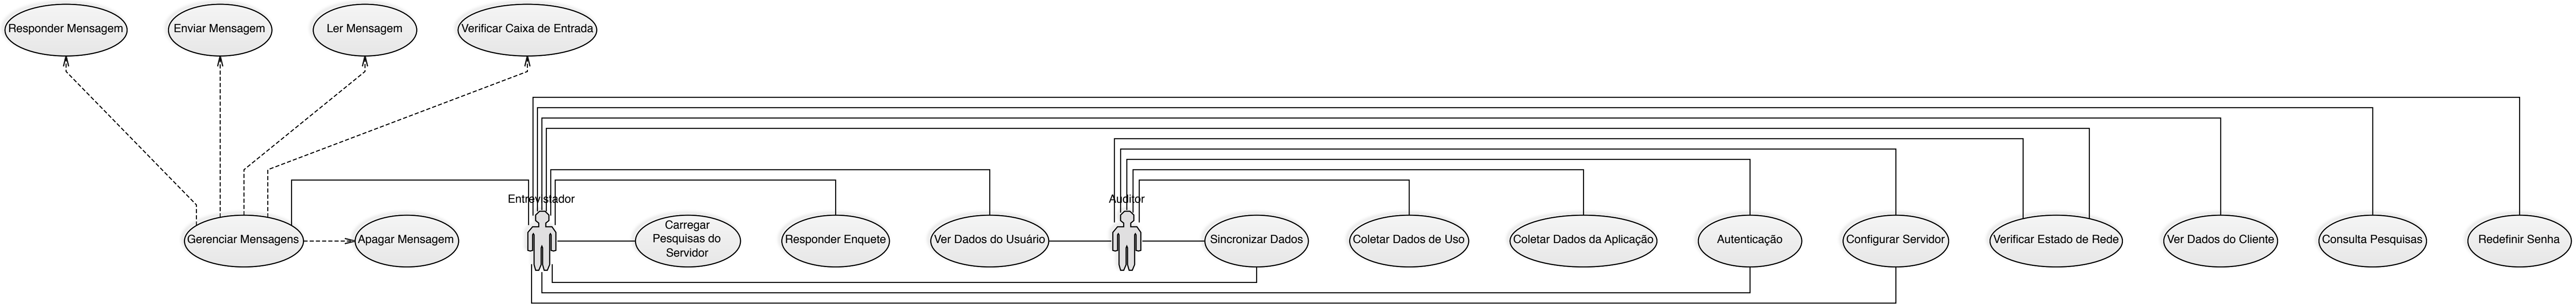 Responder Mensagem
Enviar Mensagem
Ler Mensagem
Verificar Caixa de Entrada
Entrevistador
Auditor
Gerenciar Mensagens
Apagar Mensagem
Carregar
Pesquisas do
Servidor
Responder Enquete
Ver Dados do Usuário
Sincronizar Dados
Coletar Dados de Uso
Coletar Dados da Aplicação
Autenticação
Configurar Servidor
Verificar Estado de Rede
Ver Dados do Cliente
Consulta Pesquisas
Redefinir Senha